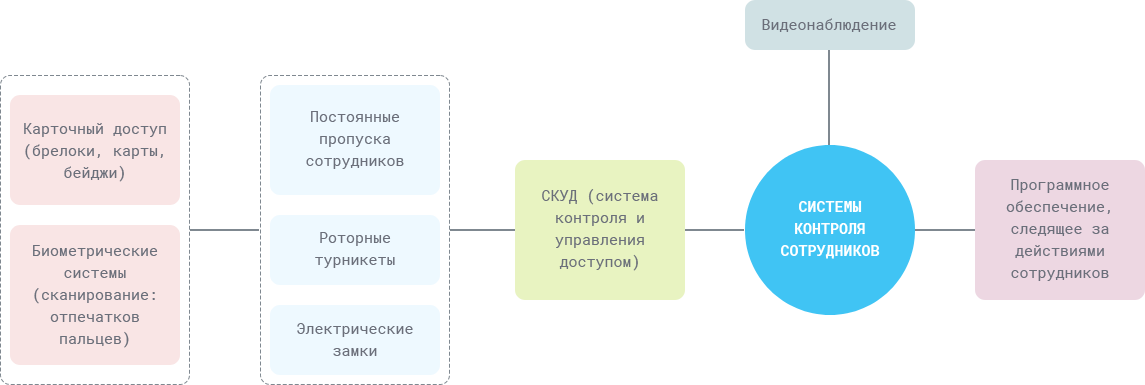 Видеонаблюдение
Карточный доступ
(брелоки, карты,
бейджи)
Биометрические
системы
(сканирование:
отпечатков
пальцев)
Постоянные
пропуска
сотрудников
Роторные
турникеты
Электрические
замки
СКУД (система
контроля и
управления
доступом)
СИСТЕМЫ
КОНТРОЛЯ
СОТРУДНИКОВ
Программное
обеспечение,
следящее за
действиями
сотрудников